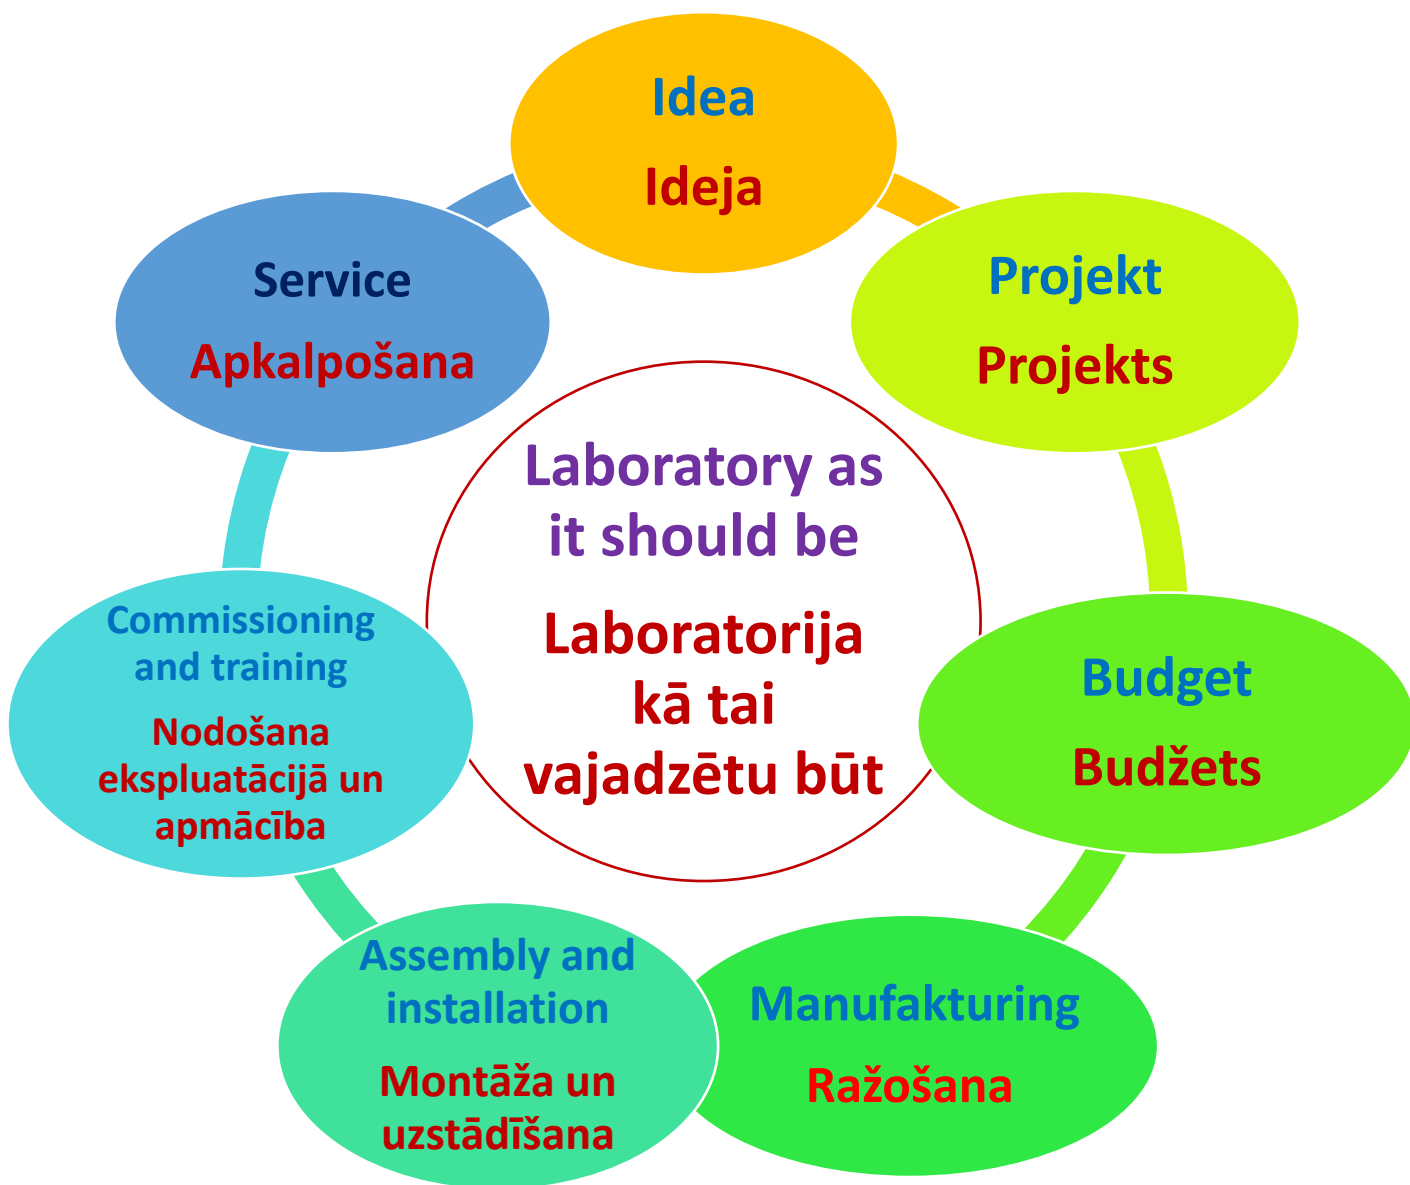 Idea
Ideja
Projekt
Projekts
Budget
Budžets
Manufakturing
Ražošana
Assembly and
installation
Montāža un
uzstādīšana
Commissioning
and training
Nodošana
ekspluatācijā un
apmācība
Service
Apkalpošana
Laboratory as
it should be
Laboratorija
kā tai
vajadzētu būt